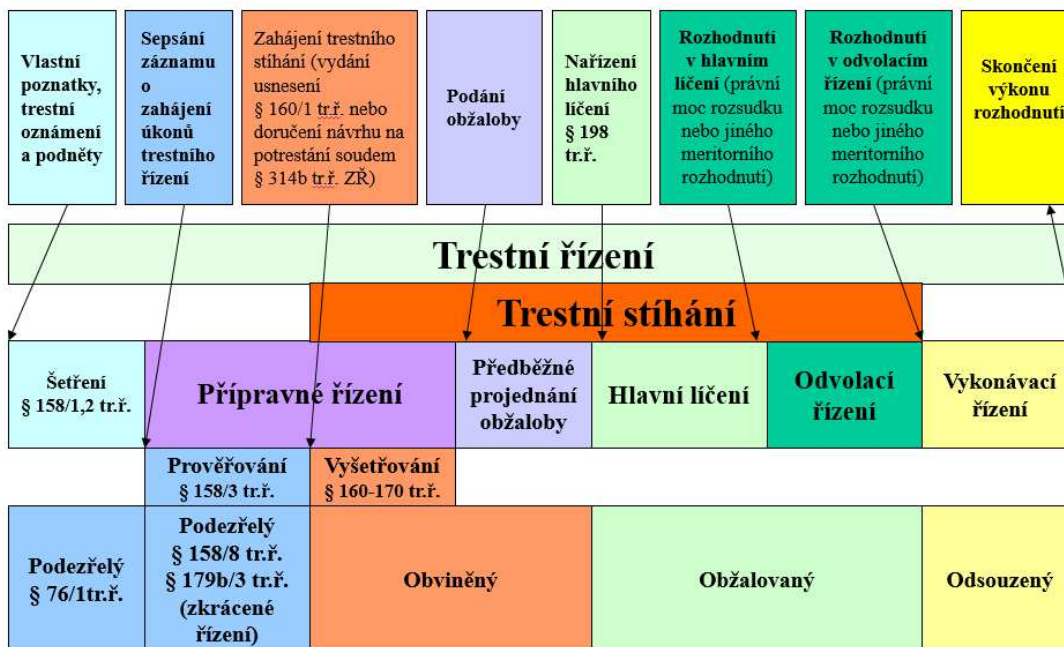 Vlastní
poznatky,
trestní
oznámení
a podněty
Sepsání
záznamu
o
zahájení
úkonů
trestního
řízení
Zahájení trestního
stíhání (vydání
usnesení
§ 160/1 tr.ř. nebo
doručení návrhu na
potrestání soudem
§ 314b tr.ř. ZŘ)
Podání
obžaloby
Nařízení
hlavního
líčení
§ 198
tr.ř.
Rozhodnutí
v hlavním
líčení (právní
moc rozsudku
nebo jiného
meritorního
rozhodnutí)
Rozhodnutí
v odvolacím
řízení (právní
moc rozsudku
nebo jiného
meritorního
rozhodnutí)
Skončení
výkonu
rozhodnutí
Trestní řízení
Trestní stíhání
Šetření
§ 158/1,2 tr.ř.
Přípravné řízení
Předběžné
projednání
obžaloby
Hlavní líčení
Odvolací
řízení
Vykonávací
řízení
Prověřování
§ 158/3 tr.ř.
Vyšetřování
§ 160-170 tr.ř.
Podezřelý
§ 76/1tr.ř.
Podezřelý
§ 158/8 tr.ř.
§ 179b/3 tr.ř.
(zkrácené
řízení)
Obviněný
Obžalovaný
Odsouzený